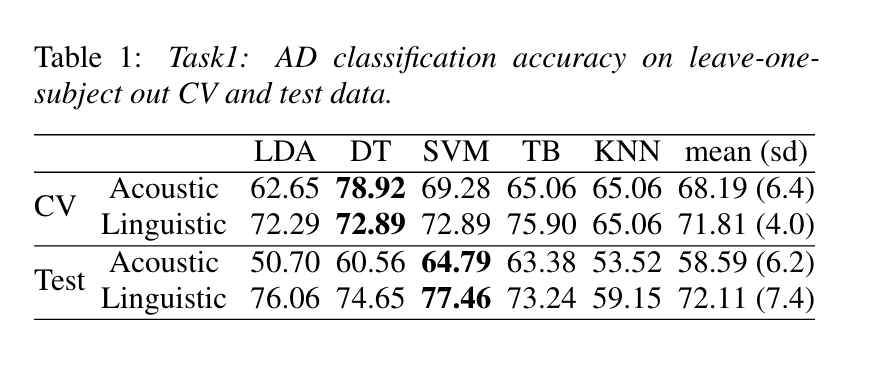 Table 1: Task1: AD classification accuracy on leave-one-
subject out CV and test data.
LDA DT SVM TB KNN mean (sd)
CV
Acoustic 62.65 78.92 69.28 65.06 65.06 68.19 (6.4)
Linguistic 72.29 72.89 72.89 75.90 65.06 71.81 (4.0)
Test
Acoustic 50.70 60.56 64.79 63.38 53.52 58.59 (6.2)
Linguistic 76.06 74.65 77.46 73.24 59.15 72.11 (7.4)